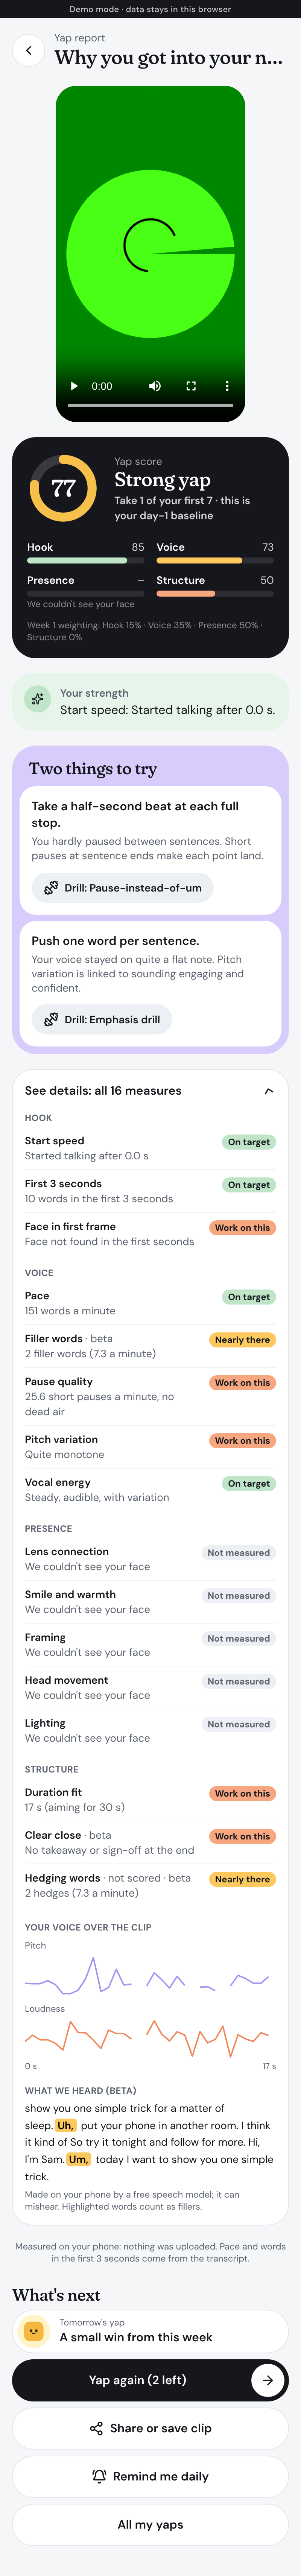 Demo mode · data stays in this browser
Yap report
Why you got into your n...
0:00
77
Yap score
Strong yap
Take 1 of your first 7 · this is
your day-1 baseline
Hook 85
Voice 73
Presence –
We couldn't see your face
Structure 50
Week 1 weighting: Hook 15% · Voice 35% · Presence 50% ·
Structure 0%
Your strength
Start speed: Started talking after 0.0 s.
Two things to try
Take a half-second beat at each full
stop.
You hardly paused between sentences. Short
pauses at sentence ends make each point land.
Drill: Pause-instead-of-um
Push one word per sentence.
Your voice stayed on quite a flat note. Pitch
variation is linked to sounding engaging and
confident.
Drill: Emphasis drill
See details: all 16 measures
HOOK
Start speed On target
Started talking after 0.0 s
First 3 seconds On target
10 words in the first 3 seconds
Face in first frame Work on this
Face not found in the first seconds
VOICE
Pace On target
151 words a minute
Filler words · beta Nearly there
2 filler words (7.3 a minute)
Pause quality Work on this
25.6 short pauses a minute, no
dead air
Pitch variation Work on this
Quite monotone
Vocal energy On target
Steady, audible, with variation
PRESENCE
Lens connection Not measured
We couldn't see your face
Smile and warmth Not measured
We couldn't see your face
Framing Not measured
We couldn't see your face
Head movement Not measured
We couldn't see your face
Lighting Not measured
We couldn't see your face
STRUCTURE
Duration fit Work on this
17 s (aiming for 30 s)
Clear close · beta Work on this
No takeaway or sign-off at the end
Hedging words · not scored · beta Nearly there
2 hedges (7.3 a minute)
YOUR VOICE OVER THE CLIP
Pitch
Loudness
0 s 17 s
WHAT WE HEARD (BETA)
show you one simple trick for a matter of
sleep. Uh, put your phone in another room. I think
it kind of So try it tonight and follow for more. Hi,
I'm Sam. Um, today I want to show you one simple
trick.
Made on your phone by a free speech model; it can
mishear. Highlighted words count as fillers.
Measured on your phone: nothing was uploaded. Pace and words
in the first 3 seconds come from the transcript.
What's next
Tomorrow's yap
A small win from this week
Yap again (2 left)
Share or save clip
Remind me daily
All my yaps